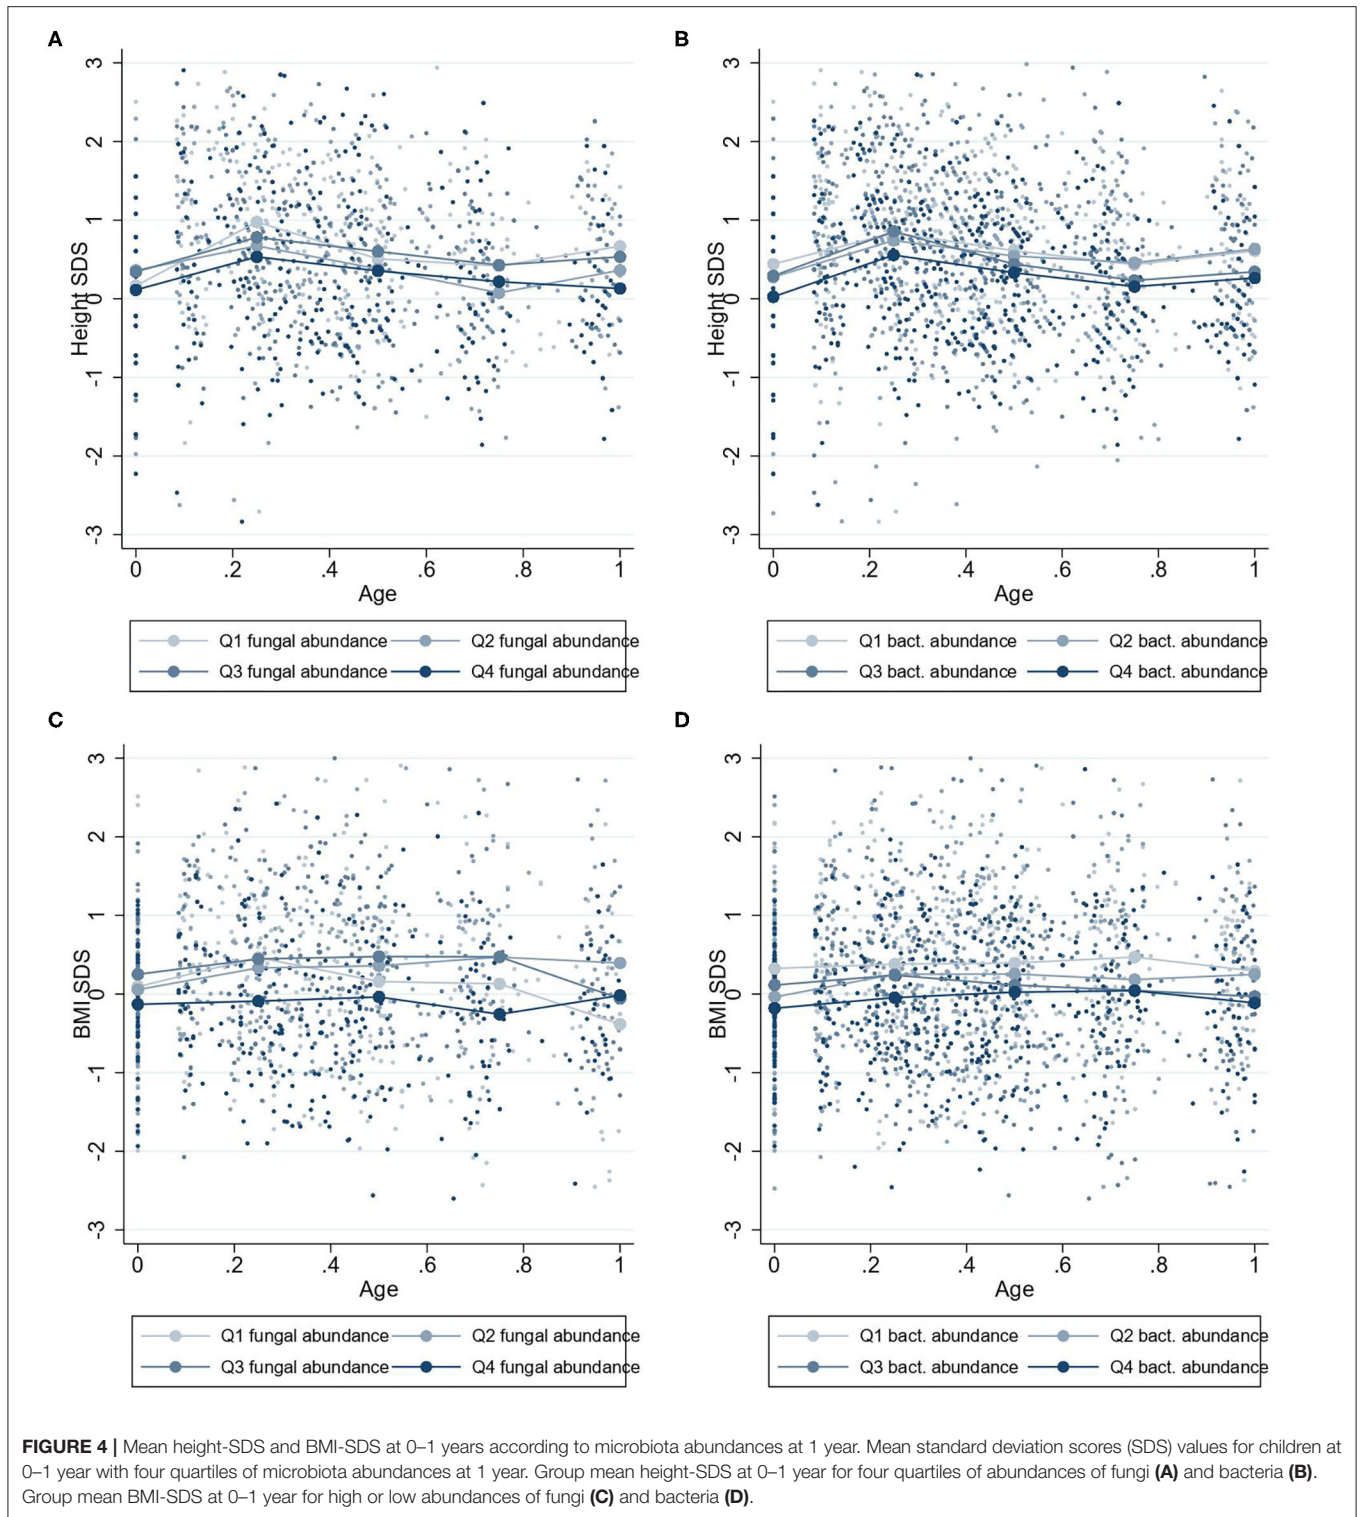 A
3
2
1
0
-1
-2
-3
Height SDS
0 .2 .4 .6 .8 1
Age
Q1 fungal abundance Q2 fungal abundance
Q3 fungal abundance Q4 fungal abundance
B
3
2
1
0
-1
-2
-3
Height SDS
0 .2 .4 .6 .8 1
Age
Q1 bact. abundance Q2 bact. abundance
Q3 bact. abundance Q4 bact. abundance
C
3
2
1
0
-1
-2
-3
BMI SDS
0 .2 .4 .6 .8 1
Age
Q1 fungal abundance Q2 fungal abundance
Q3 fungal abundance Q4 fungal abundance
D
3
2
1
0
-1
-2
-3
BMI SDS
0 .2 .4 .6 .8 1
Age
Q1 bact. abundance Q2 bact. abundance
Q3 bact. abundance Q4 bact. abundance
FIGURE 4 | Mean height-SDS and BMI-SDS at 0–1 years according to microbiota abundances at 1 year. Mean standard deviation scores (SDS) values for children at
0–1 year with four quartiles of microbiota abundances at 1 year. Group mean height-SDS at 0–1 year for four quartiles of abundances of fungi (A) and bacteria (B).
Group mean BMI-SDS at 0–1 year for high or low abundances of fungi (C) and bacteria (D).